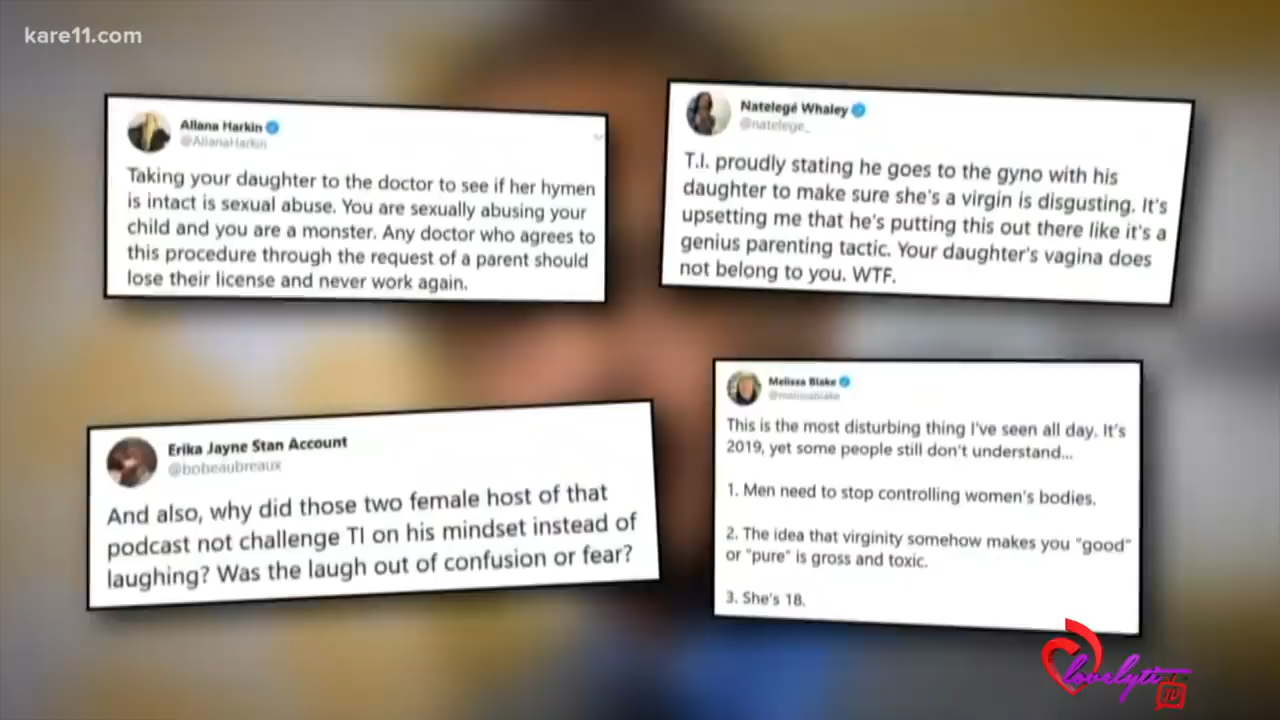 kare11.com
Allana Harkin
@AllanaHarkin
Taking your daughter to the doctor to see if her hymen
is intact is sexual abuse. You are sexually abusing your
child and you are a monster. Any doctor who agrees to
this procedure through the request of a parent should
lose their license and never work again.
Natelegé Whaley
@natelege_
T.I. proudly stating he goes to the gyno with his
daughter to make sure she's a virgin is disgusting. It's
upsetting me that he's putting this out there like it's a
genius parenting tactic. Your daughter's vagina does
not belong to you. WTF.
Erika Jayne Stan Account
@bobeaubreaux
And also, why did those two female host of that
podcast not challenge TI on his mindset instead of
laughing? Was the laugh out of confusion or fear?
Melissa Blake
@melissablake
This is the most disturbing thing I've seen all day. It's
2019, yet some people still don't understand...
1. Men need to stop controlling women's bodies.
2. The idea that virginity somehow makes you "good"
or "pure" is gross and toxic.
3. She's 18.
lovelyti
TV